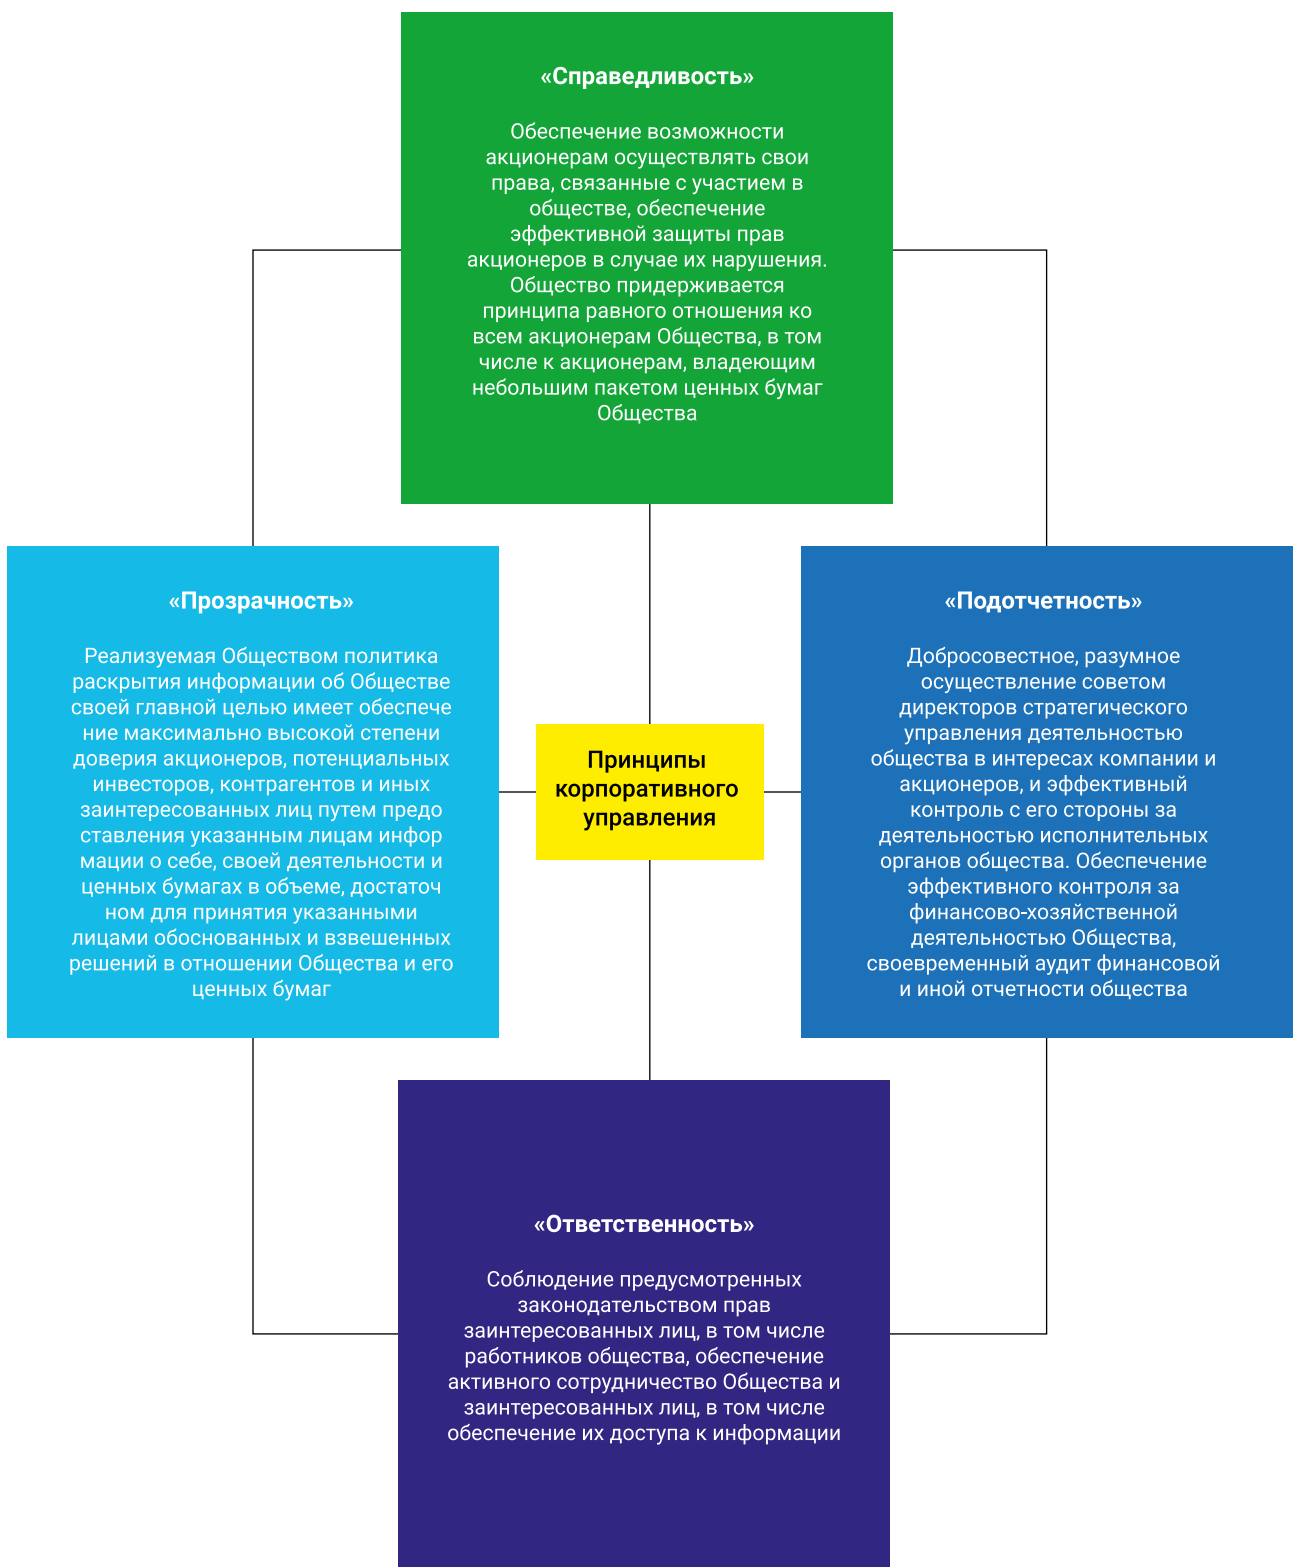 «Справедливость»
Обеспечение возможности
акционерам осуществлять свои
права, связанные с участием в
обществе, обеспечение
эффективной защиты прав
акционеров в случае их нарушения.
Общество придерживается
принципа равного отношения ко
всем акционерам Общества, в том
числе к акционерам, владеющим
небольшим пакетом ценных бумаг
Общества
«Прозрачность»
Реализуемая Обществом политика
раскрытия информации об Обществе
своей главной целью имеет обеспече
ние максимально высокой степени
доверия акционеров, потенциальных
инвесторов, контрагентов и иных
заинтересованных лиц путем предо
ставления указанным лицам инфор
мации о себе, своей деятельности и
ценных бумагах в объеме, достаточ
ном для принятия указанными
лицами обоснованных и взвешенных
решений в отношении Общества и его
ценных бумаг
Принципы
корпоративного
управления
«Подотчетность»
Добросовестное, разумное
осуществление советом
директоров стратегического
управления деятельностью
общества в интересах компании и
акционеров, и эффективный
контроль с его стороны за
деятельностью исполнительных
органов общества. Обеспечение
эффективного контроля за
финансово-хозяйственной
деятельностью Общества,
своевременный аудит финансовой
и иной отчетности общества
«Ответственность»
Соблюдение предусмотренных
законодательством прав
заинтересованных лиц, в том числе
работников общества, обеспечение
активного сотрудничество Общества и
заинтересованных лиц, в том числе
обеспечение их доступа к информации